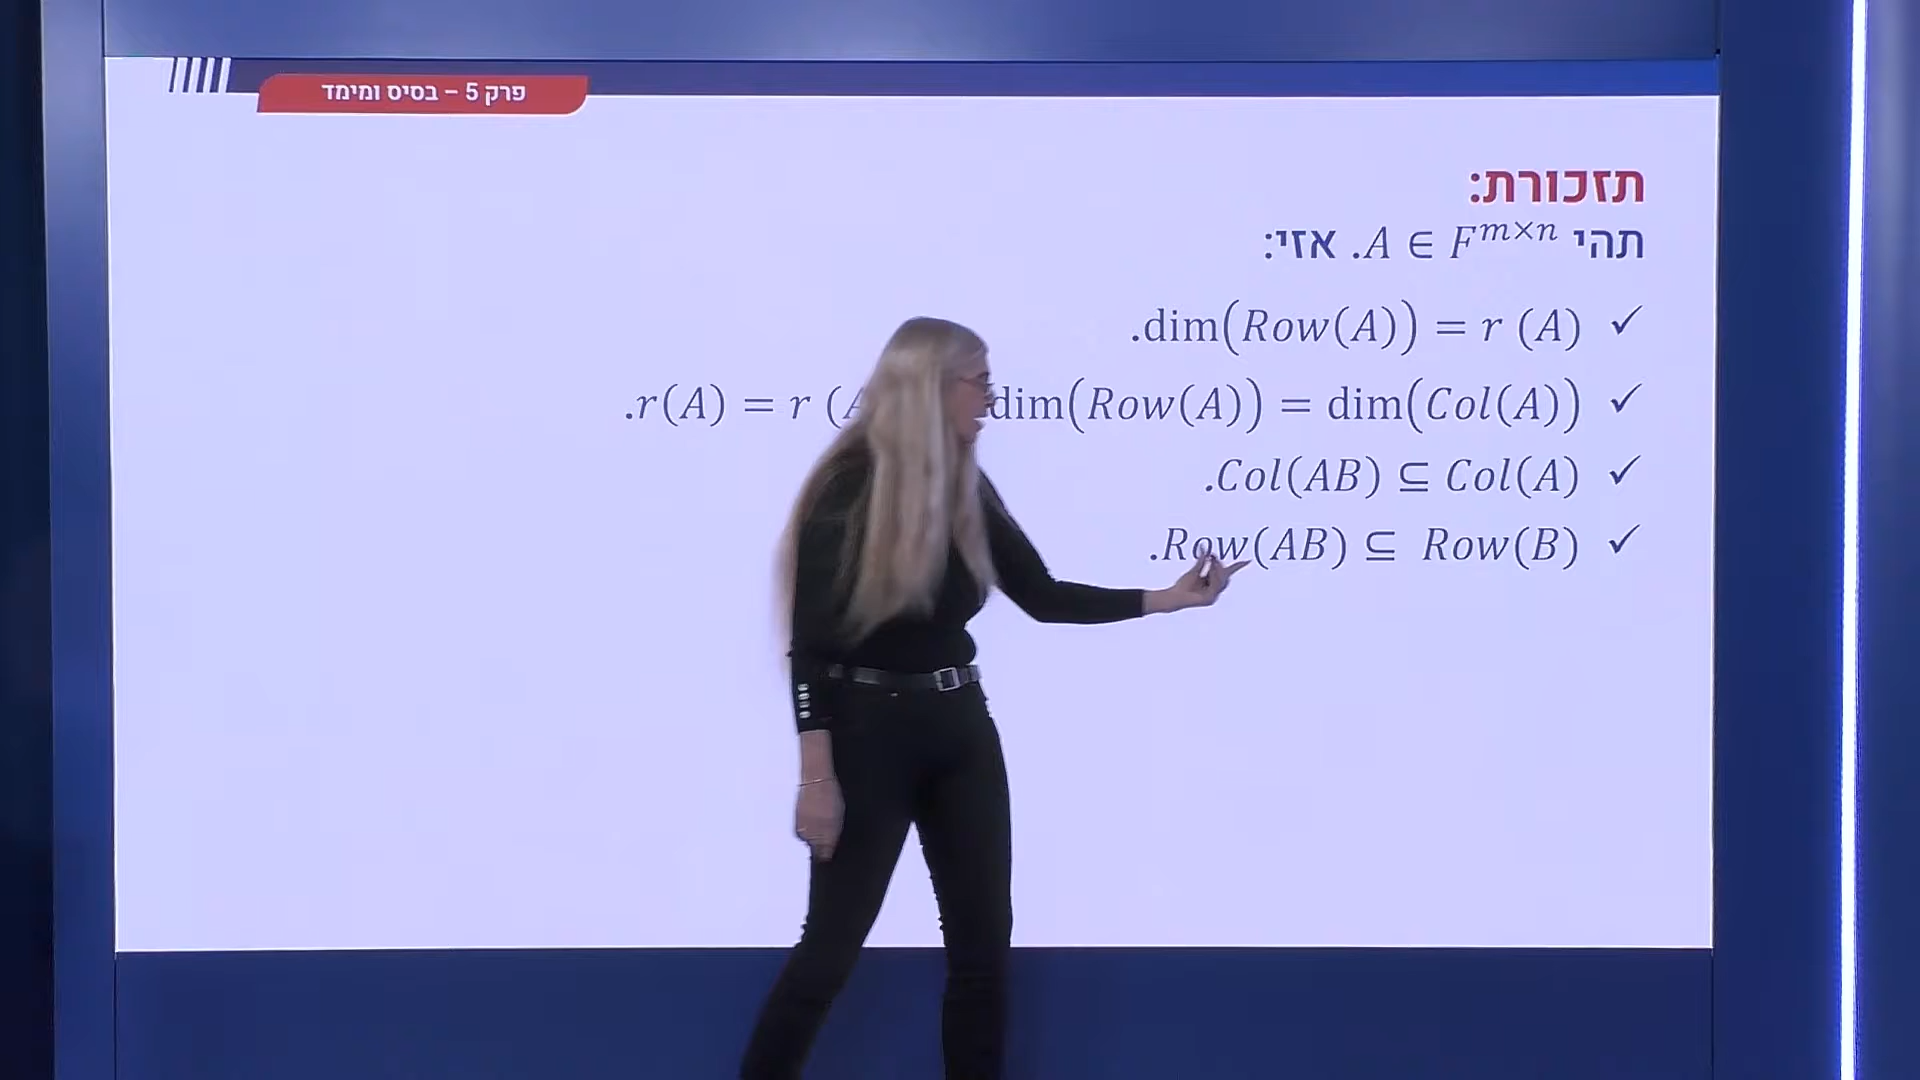 פרק 5 – בסיס ומימד
תזכורת:
תהי A ∈ F^{m×n}. אזי:
✓ dim(Row(A)) = r (A).
✓ dim(Row(A)) = dim(Col(A)) r(A) = r (A.
✓ Col(AB) ⊆ Col(A).
✓ Row(AB) ⊆ Row(B).